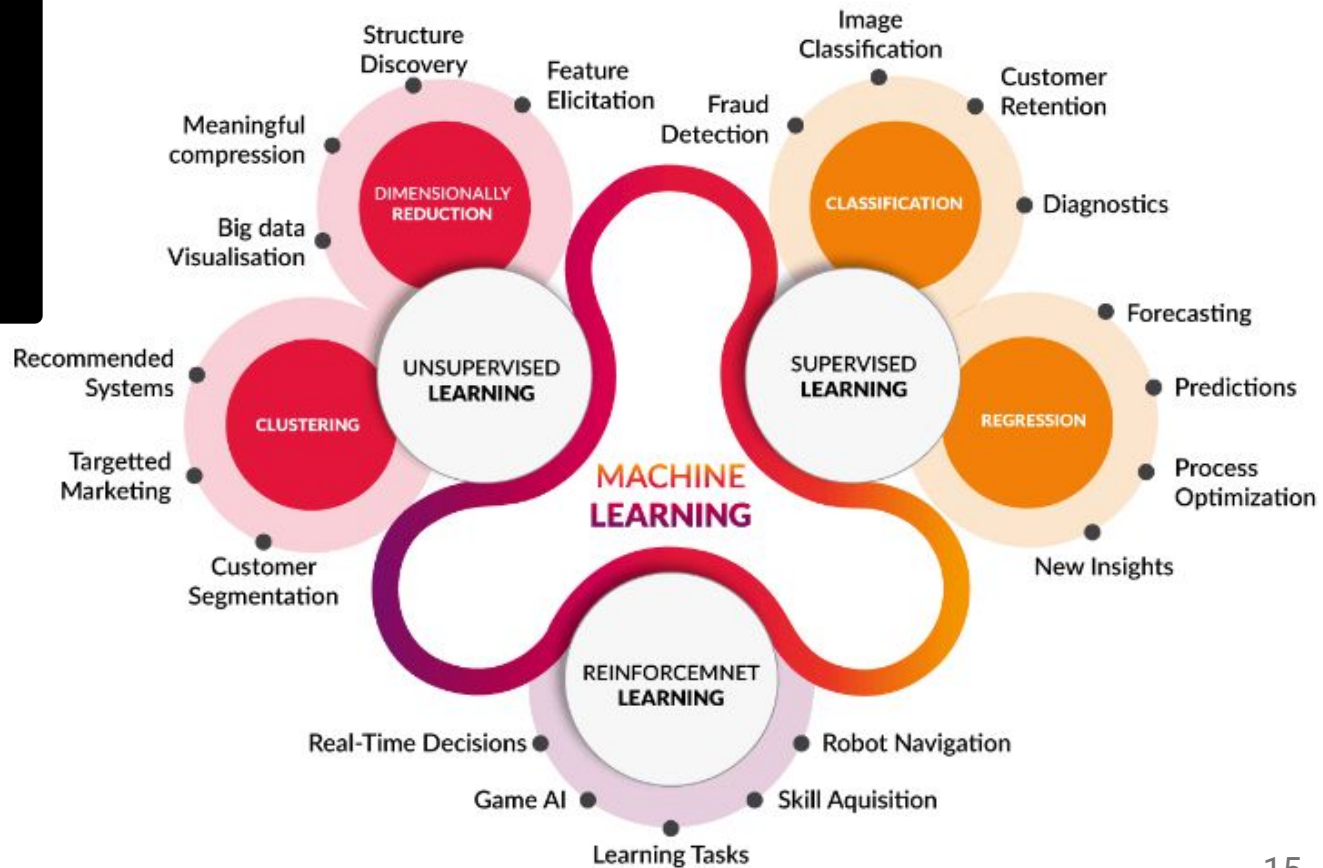 Structure
Discovery
Feature
Elicitation
Meaningful
compression
Big data
Visualisation
DIMENSIONALLY
REDUCTION
Recommended
Systems
Targetted
Marketing
Customer
Segmentation
CLUSTERING
UNSUPERVISED
LEARNING
Image
Classification
Fraud
Detection
Customer
Retention
Diagnostics
CLASSIFICATION
SUPERVISED
LEARNING
Forecasting
Predictions
Process
Optimization
New Insights
REGRESSION
MACHINE
LEARNING
REINFORCEMNET
LEARNING
Real-Time Decisions
Game AI
Learning Tasks
Skill Aquisition
Robot Navigation
15